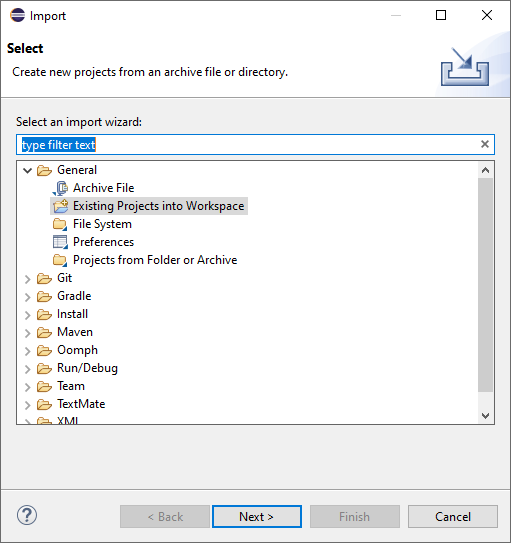 Import
Select
Create new projects from an archive file or directory.
Select an import wizard:
type filter text
General
Archive File
Existing Projects into Workspace
File System
Preferences
Projects from Folder or Archive
Git
Gradle
Install
Maven
Oomph
Run/Debug
Team
TextMate
XML
< Back
Next >
Finish
Cancel